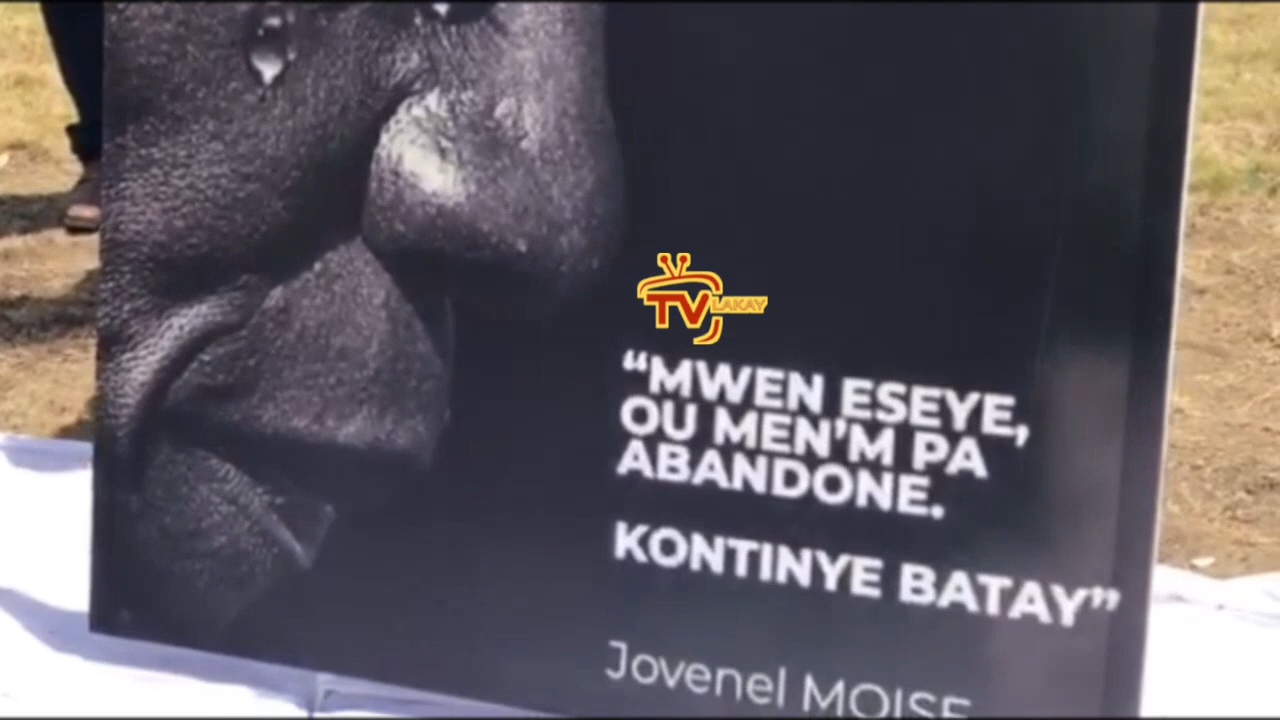 TV LAKAY
“MWEN ESEYE,
OU MEN’M PA
ABANDONE.
KONTINYE BATAY”
Jovenel MOISE